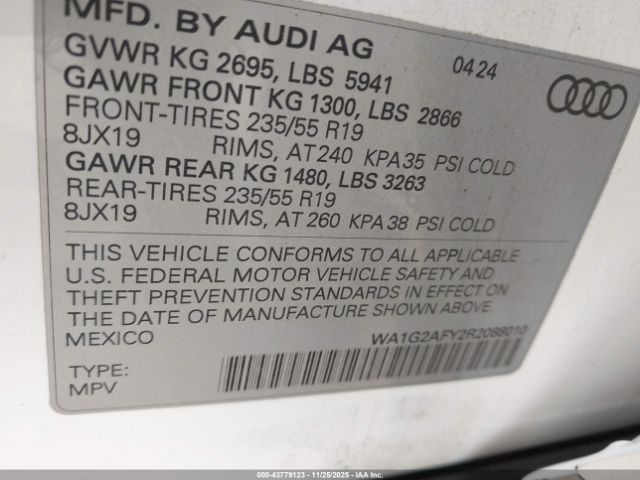 MFD. BY AUDI AG
GVWR KG 2695, LBS 5941 0424
GAWR FRONT KG 1300, LBS 2866
FRONT-TIRES 235/55 R19
8JX19 RIMS, AT 240 KPA 35 PSI COLD
GAWR REAR KG 1480, LBS 3263
REAR-TIRES 235/55 R19
8JX19 RIMS, AT 260 KPA 38 PSI COLD
THIS VEHICLE CONFORMS TO ALL APPLICABLE
U.S. FEDERAL MOTOR VEHICLE SAFETY AND
THEFT PREVENTION STANDARDS IN EFFECT ON
THE DATE OF MANUFACTURE SHOWN ABOVE.
MEXICO WA1G2AFY2R2088010
TYPE:
MPV
000-43779123 - 11/25/2025 - IAA